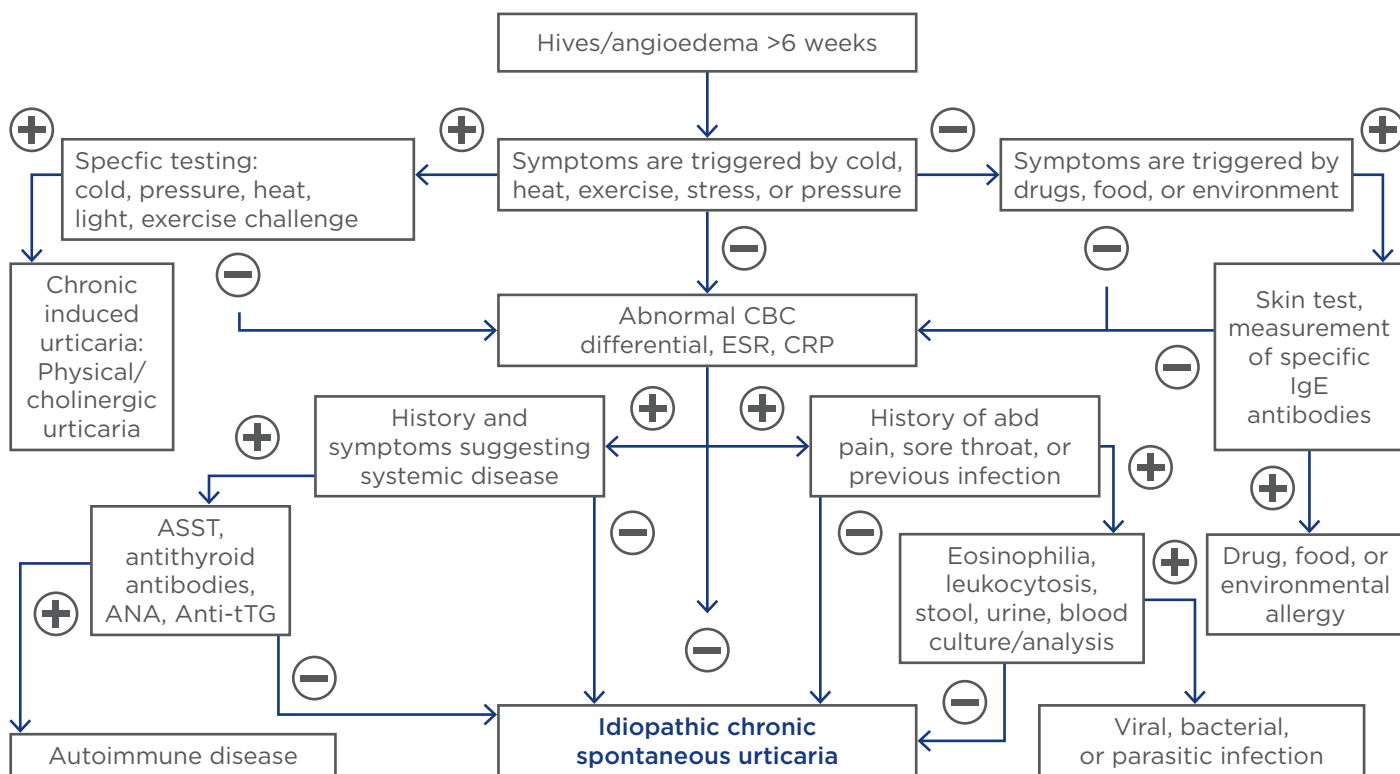 Hives/angioedema >6 weeks
Specfic testing:
cold, pressure, heat,
light, exercise challenge
Symptoms are triggered by cold,
heat, exercise, stress, or pressure
Symptoms are triggered by
drugs, food, or environment
Chronic
induced
urticaria:
Physical/
cholinergic
urticaria
Abnormal CBC
differential, ESR, CRP
Skin test,
measurement
of specific
IgE
antibodies
History and
symptoms suggesting
systemic disease
History of abd
pain, sore throat, or
previous infection
ASST,
antithyroid
antibodies,
ANA, Anti-tTG
Eosinophilia,
leukocytosis,
stool, urine, blood
culture/analysis
Drug, food, or
environmental
allergy
Autoimmune disease
Idiopathic chronic
spontaneous urticaria
Viral, bacterial,
or parasitic infection